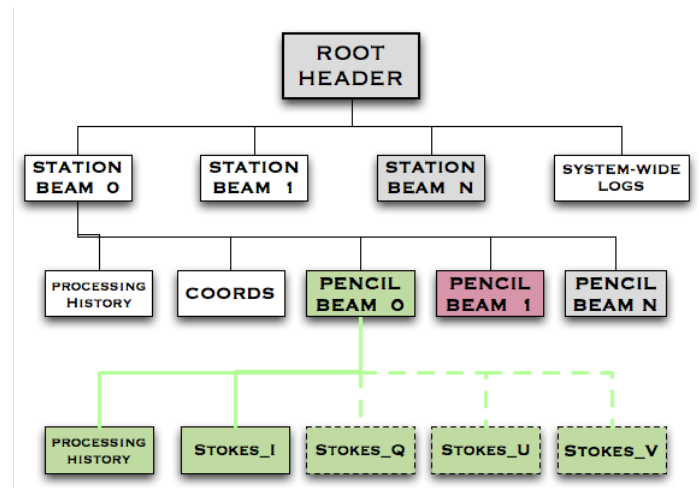 ROOT
HEADER
STATION
BEAM 0
STATION
BEAM 1
STATION
BEAM N
SYSTEM-WIDE
LOGS
PROCESSING
HISTORY
COORDS
PENCIL
BEAM 0
PENCIL
BEAM 1
PENCIL
BEAM N
PROCESSING
HISTORY
STOKES_I
STOKES_Q
STOKES_U
STOKES_V